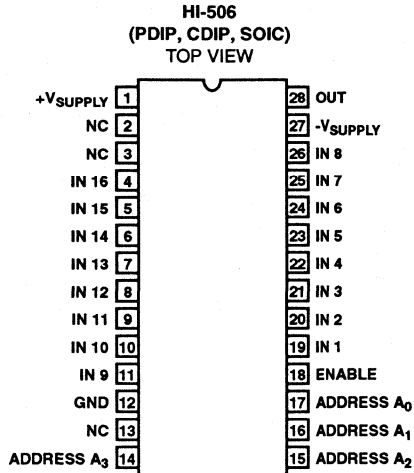 HI-506
(PDIP, CDIP, SOIC)
TOP VIEW
+VSUPPLY 1 28 OUT
NC 2 27 -VSUPPLY
NC 3 26 IN 8
IN 16 4 25 IN 7
IN 15 5 24 IN 6
IN 14 6 23 IN 5
IN 13 7 22 IN 4
IN 12 8 21 IN 3
IN 11 9 20 IN 2
IN 10 10 19 IN 1
IN 9 11 18 ENABLE
GND 12 17 ADDRESS A0
NC 13 16 ADDRESS A1
ADDRESS A3 14 15 ADDRESS A2